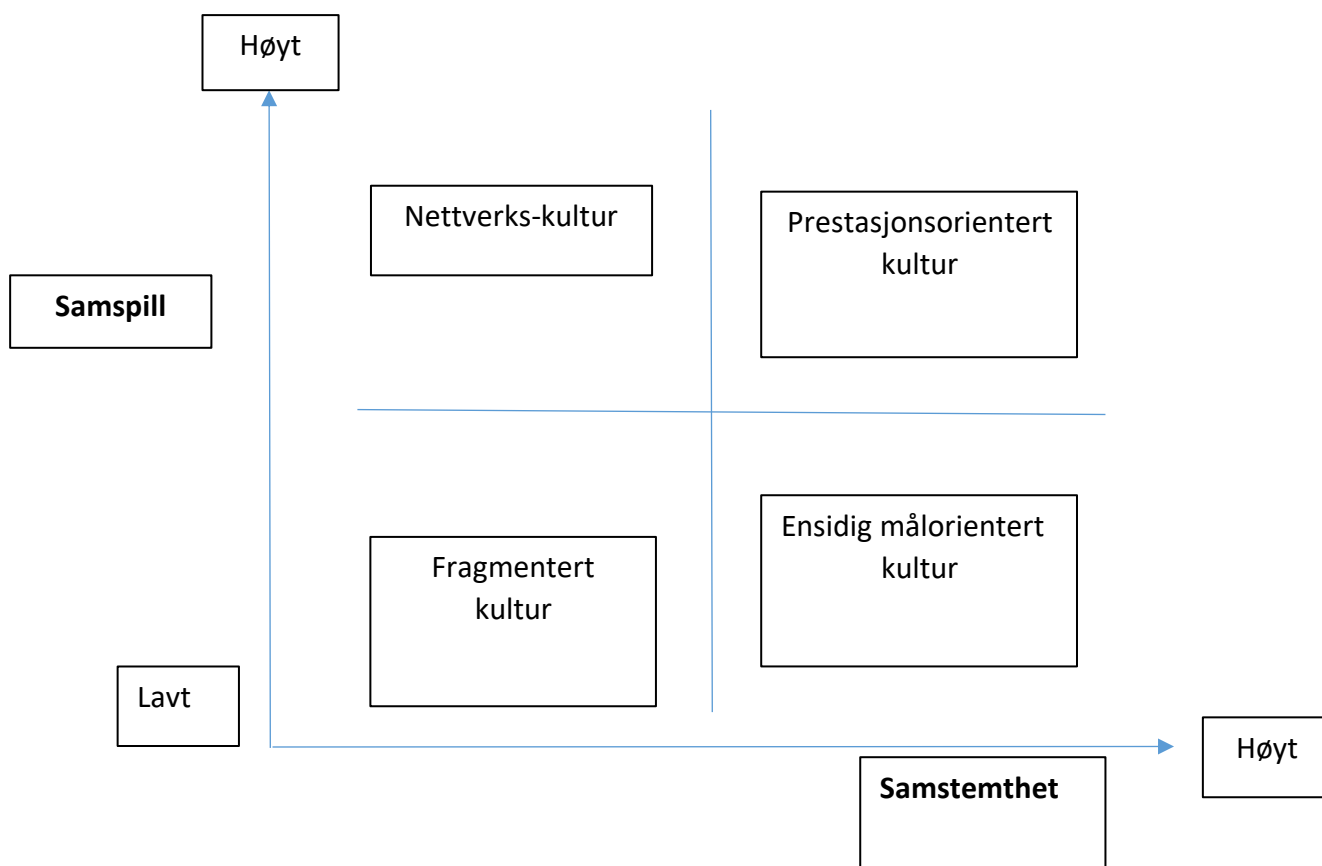 Høyt
Nettverks-kultur
Prestasjonsorientert
kultur
Samspill
Fragmentert
kultur
Ensidig målorientert
kultur
Lavt
Høyt
Samstemthet